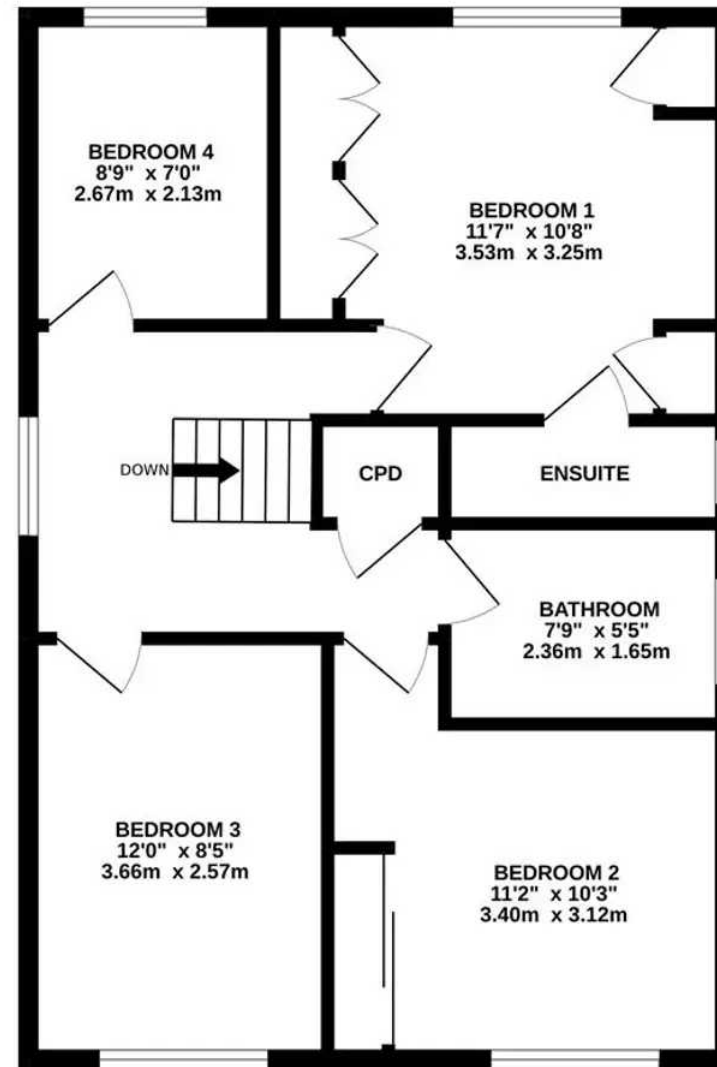 BEDROOM 4
8'9" x 7'0"
2.67m x 2.13m
BEDROOM 1
11'7" x 10'8"
3.53m x 3.25m
DOWN
CPD
ENSUITE
BATHROOM
7'9" x 5'5"
2.36m x 1.65m
BEDROOM 3
12'0" x 8'5"
3.66m x 2.57m
BEDROOM 2
11'2" x 10'3"
3.40m x 3.12m